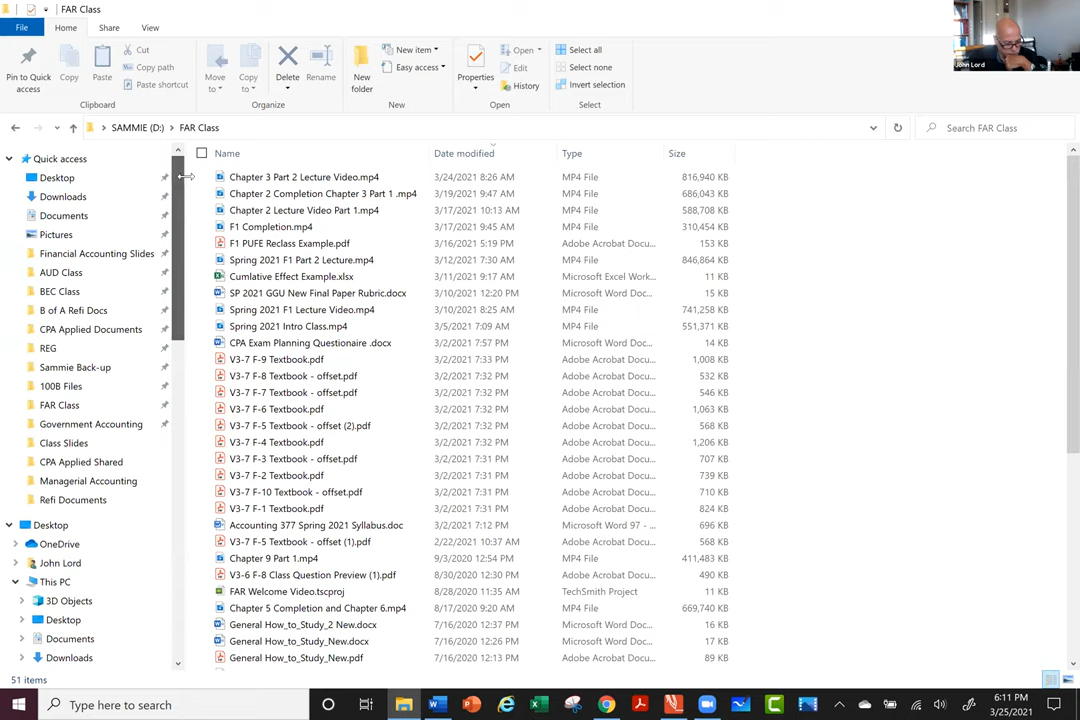 FAR Class
File Home Share View
Pin to Quick access
Copy
Paste
Cut
Copy path
Paste shortcut
Clipboard
Move to
Copy to
Delete
Rename
Organize
New folder
New item
Easy access
New
Properties
Open
Edit
History
Open
Select all
Select none
Invert selection
Select
John Lord
SAMMIE (D:) FAR Class
Search FAR Class
Quick access
Desktop
Downloads
Documents
Pictures
Financial Accounting Slides
AUD Class
BEC Class
B of A Refi Docs
CPA Applied Documents
REG
Sammie Back-up
100B Files
FAR Class
Government Accounting
Class Slides
CPA Applied Shared
Managerial Accounting
Refi Documents
Desktop
OneDrive
John Lord
This PC
3D Objects
Desktop
Documents
Downloads
Name Date modified Type Size
Chapter 3 Part 2 Lecture Video.mp4 3/24/2021 8:26 AM MP4 File 816,940 KB
Chapter 2 Completion Chapter 3 Part 1 .mp4 3/19/2021 9:47 AM MP4 File 686,043 KB
Chapter 2 Lecture Video Part 1.mp4 3/17/2021 10:13 AM MP4 File 588,708 KB
F1 Completion.mp4 3/17/2021 9:45 AM MP4 File 310,454 KB
F1 PUFE Reclass Example.pdf 3/16/2021 5:19 PM Adobe Acrobat Docu... 153 KB
Spring 2021 F1 Part 2 Lecture.mp4 3/12/2021 7:30 AM MP4 File 846,864 KB
Cumlative Effect Example.xlsx 3/11/2021 9:17 AM Microsoft Excel Work... 11 KB
SP 2021 GGU New Final Paper Rubric.docx 3/10/2021 12:20 PM Microsoft Word Doc... 15 KB
Spring 2021 F1 Lecture Video.mp4 3/10/2021 8:25 AM MP4 File 741,258 KB
Spring 2021 Intro Class.mp4 3/5/2021 7:09 AM MP4 File 551,371 KB
CPA Exam Planning Questionaire .docx 3/2/2021 7:57 PM Microsoft Word Doc... 14 KB
V3-7 F-9 Textbook.pdf 3/2/2021 7:33 PM Adobe Acrobat Docu... 1,008 KB
V3-7 F-8 Textbook - offset.pdf 3/2/2021 7:32 PM Adobe Acrobat Docu... 532 KB
V3-7 F-7 Textbook - offset.pdf 3/2/2021 7:32 PM Adobe Acrobat Docu... 546 KB
V3-7 F-6 Textbook.pdf 3/2/2021 7:32 PM Adobe Acrobat Docu... 1,063 KB
V3-7 F-5 Textbook - offset (2).pdf 3/2/2021 7:32 PM Adobe Acrobat Docu... 568 KB
V3-7 F-4 Textbook.pdf 3/2/2021 7:32 PM Adobe Acrobat Docu... 1,206 KB
V3-7 F-3 Textbook - offset.pdf 3/2/2021 7:31 PM Adobe Acrobat Docu... 707 KB
V3-7 F-2 Textbook.pdf 3/2/2021 7:31 PM Adobe Acrobat Docu... 739 KB
V3-7 F-10 Textbook - offset.pdf 3/2/2021 7:31 PM Adobe Acrobat Docu... 710 KB
V3-7 F-1 Textbook.pdf 3/2/2021 7:31 PM Adobe Acrobat Docu... 824 KB
Accounting 377 Spring 2021 Syllabus.doc 3/2/2021 7:12 PM Microsoft Word 97 - ... 696 KB
V3-7 F-5 Textbook - offset (1).pdf 2/22/2021 10:37 AM Adobe Acrobat Docu... 568 KB
Chapter 9 Part 1.mp4 9/3/2020 12:54 PM MP4 File 411,483 KB
V3-6 F-8 Class Question Preview (1).pdf 8/30/2020 12:30 PM Adobe Acrobat Docu... 490 KB
FAR Welcome Video.tscproj 8/28/2020 11:35 AM TechSmith Project 11 KB
Chapter 5 Completion and Chapter 6.mp4 8/17/2020 9:20 AM MP4 File 669,740 KB
General How_to_Study_2 New.docx 7/16/2020 12:37 PM Microsoft Word Doc... 16 KB
General How_to_Study_New.docx 7/16/2020 12:26 PM Microsoft Word Doc... 17 KB
General How_to_Study_New.pdf 7/16/2020 12:13 PM Adobe Acrobat Docu... 89 KB
51 items
Type here to search
6:11 PM
3/25/2021